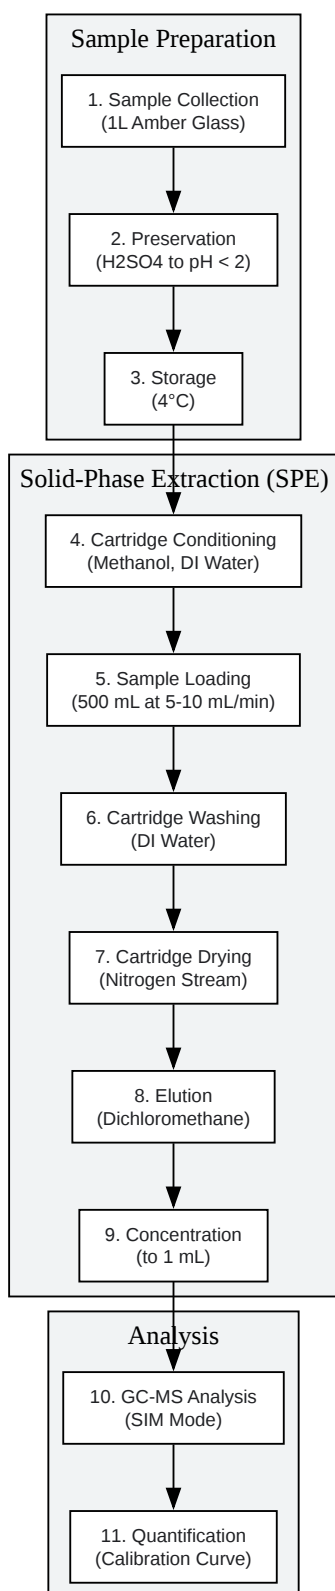 Sample Preparation
1. Sample Collection
(1L Amber Glass)
2. Preservation
(H2SO4 to pH < 2)
3. Storage
(4°C)
Solid-Phase Extraction (SPE)
4. Cartridge Conditioning
(Methanol, DI Water)
5. Sample Loading
(500 mL at 5-10 mL/min)
6. Cartridge Washing
(DI Water)
7. Cartridge Drying
(Nitrogen Stream)
8. Elution
(Dichloromethane)
9. Concentration
(to 1 mL)
Analysis
10. GC-MS Analysis
(SIM Mode)
11. Quantification
(Calibration Curve)